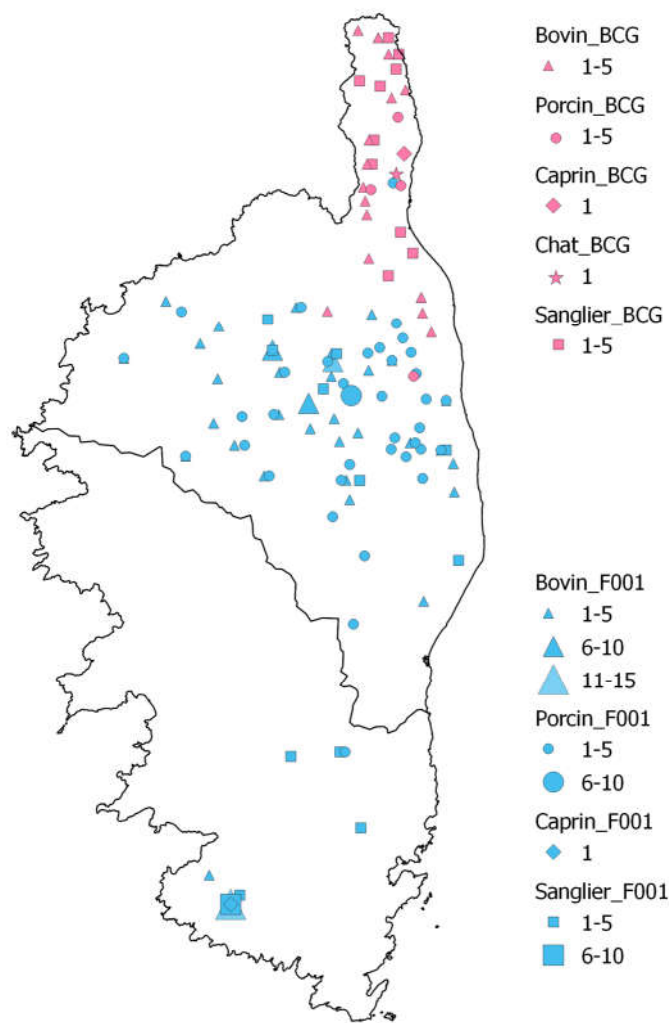 Bovin_BCG
1-5
Porcin_BCG
1-5
Caprin_BCG
1
Chat_BCG
1
Sanglier_BCG
1-5
Bovin_F001
1-5
6-10
11-15
Porcin_F001
1-5
6-10
Caprin_F001
1
Sanglier_F001
1-5
6-10